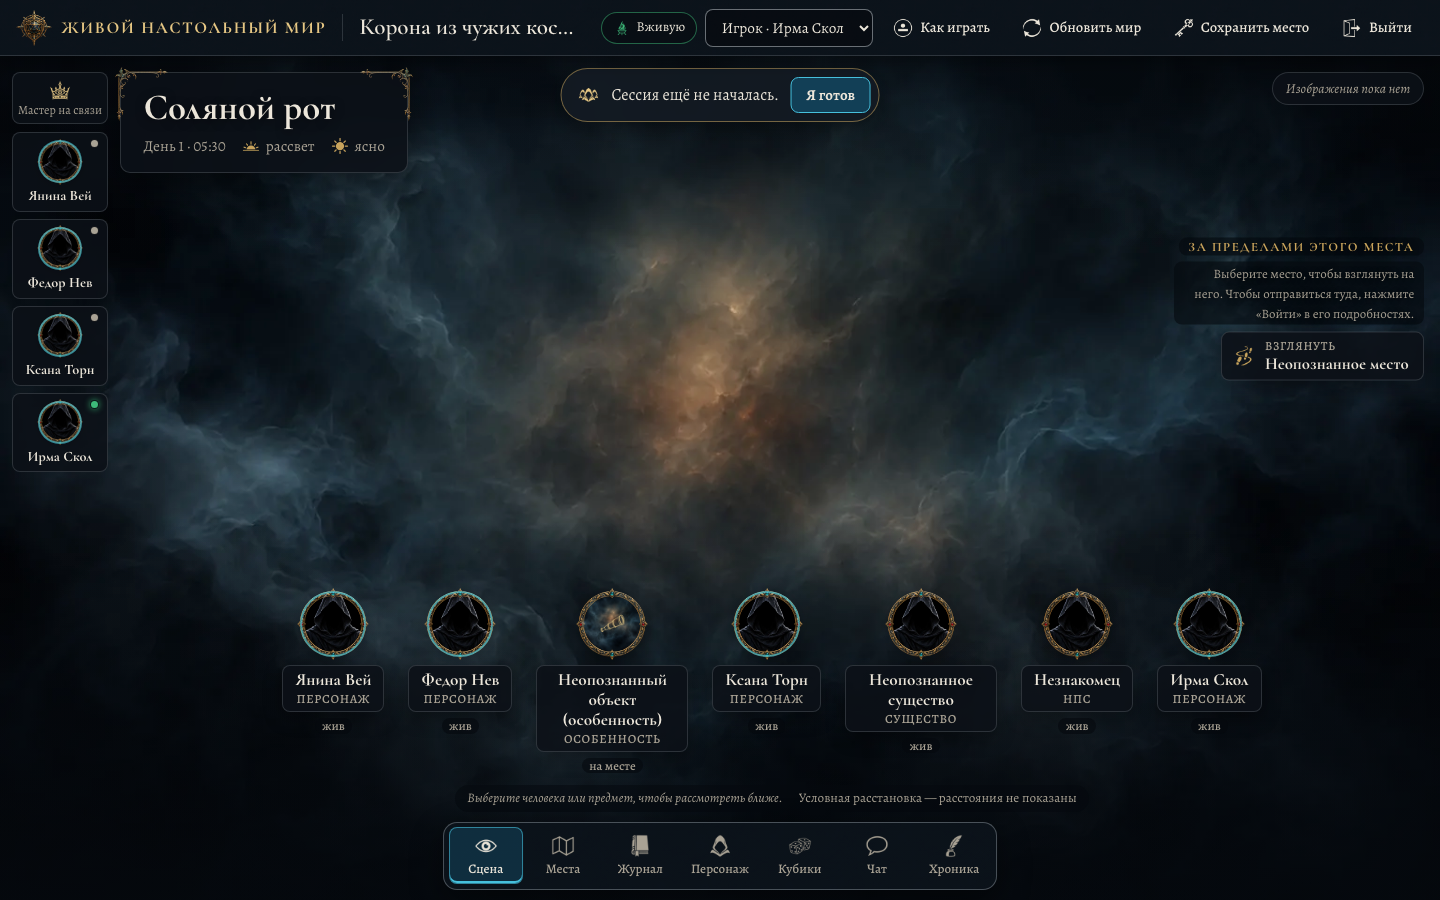 ЖИВОЙ НАСТОЛЬНЫЙ МИР
Корона из чужих кос...
Вживую
Игрок · Ирма Скол
Как играть
Обновить мир
Сохранить место
Выйти
Мастер на связи
Янина Вей
Федор Нев
Ксана Торн
Ирма Скол
Соляной рот
День 1 · 05:30
рассвет
ясно
Сессия ещё не началась.
Я готов
Изображения пока нет
ЗА ПРЕДЕЛАМИ ЭТОГО МЕСТА
Выберите место, чтобы взглянуть на
него. Чтобы отправиться туда, нажмите
«Войти» в его подробностях.
ВЗГЛЯНУТЬ
Неопознанное место
Янина Вей
ПЕРСОНАЖ
жив
Федор Нев
ПЕРСОНАЖ
жив
Неопознанный
объект
(особенность)
ОСОБЕННОСТЬ
на месте
Ксана Торн
ПЕРСОНАЖ
жив
Неопознанное
существо
СУЩЕСТВО
жив
Незнакомец
НПС
жив
Ирма Скол
ПЕРСОНАЖ
жив
Выберите человека или предмет, чтобы рассмотреть ближе.
Условная расстановка — расстояния не показаны
Сцена
Места
Журнал
Персонаж
Кубики
Чат
Хроника